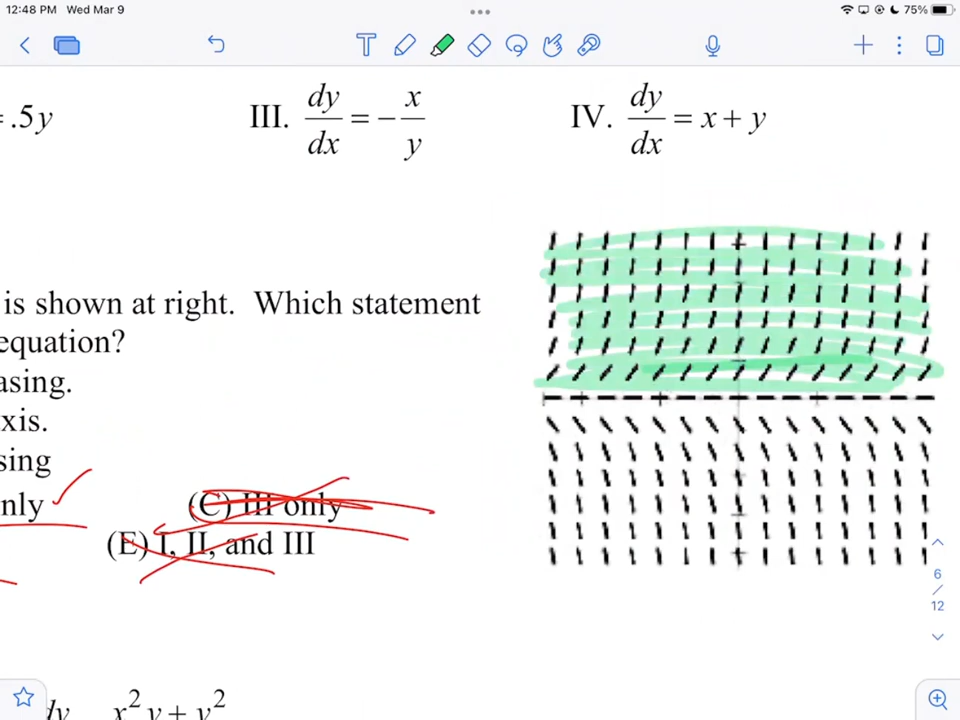 12:48 PM Wed Mar 9
75%
T
= .5y III. dy/dx = - x/y IV. dy/dx = x + y
is shown at right. Which statement
equation?
asing.
xis.
sing
nly (C) III only
(E) I, II, and III
6
/
12
dy x² y + y²